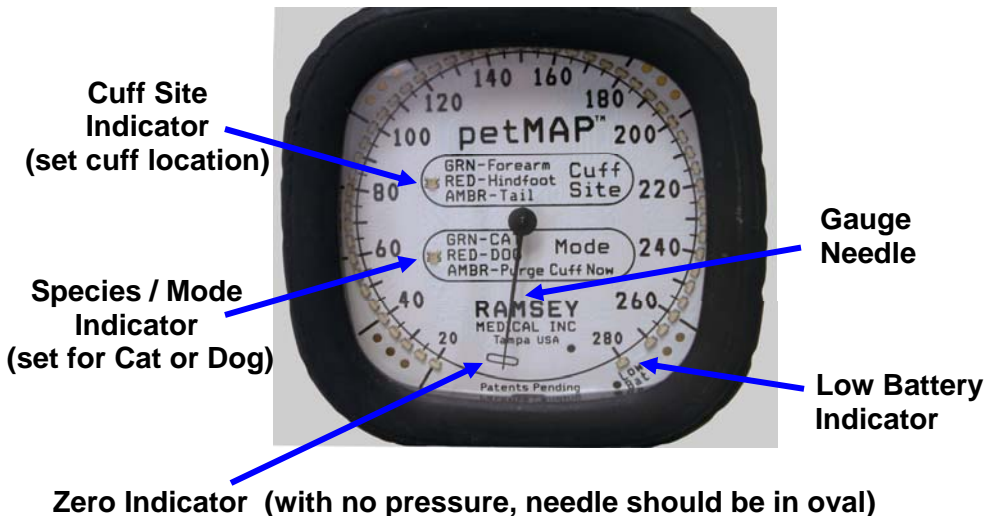 Cuff Site
Indicator
(set cuff location)
Species / Mode
Indicator
(set for Cat or Dog)
20
40
60
80
100
120
140
160
180
200
220
240
260
280
petMAP™
GRN-Forearm
RED-Hindfoot
AMBR-Tail
Cuff
Site
GRN-CAT
RED-DOG
AMBR-Purge Cuff Now
Mode
RAMSEY
MEDICAL INC
Tampa USA
Patents Pending
Low
Bat
Gauge
Needle
Low Battery
Indicator
Zero Indicator (with no pressure, needle should be in oval)